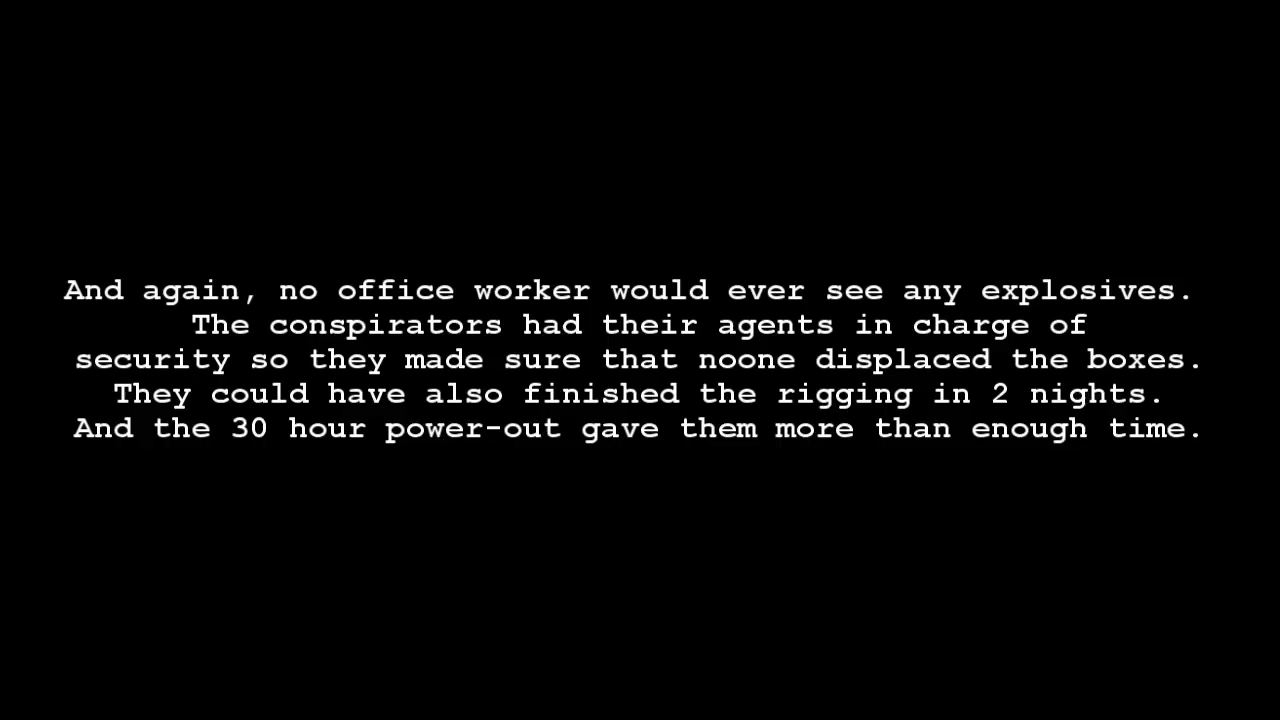 And again, no office worker would ever see any explosives.
The conspirators had their agents in charge of
security so they made sure that noone displaced the boxes.
They could have also finished the rigging in 2 nights.
And the 30 hour power-out gave them more than enough time.